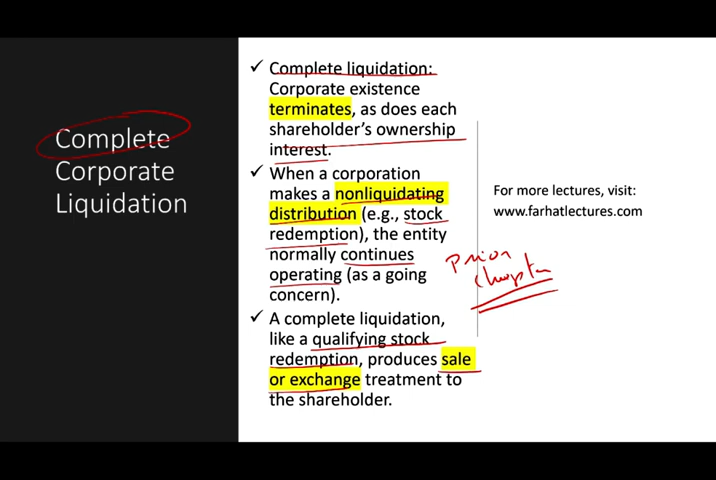 Complete
Corporate
Liquidation
✓ Complete liquidation:
Corporate existence
terminates, as does each
shareholder's ownership
interest.
✓ When a corporation
makes a nonliquidating
distribution (e.g., stock
redemption), the entity
normally continues
operating (as a going
concern).
✓ A complete liquidation,
like a qualifying stock
redemption, produces sale
or exchange treatment to
the shareholder.
For more lectures, visit:
www.farhatlectures.com
Prior
Chapter